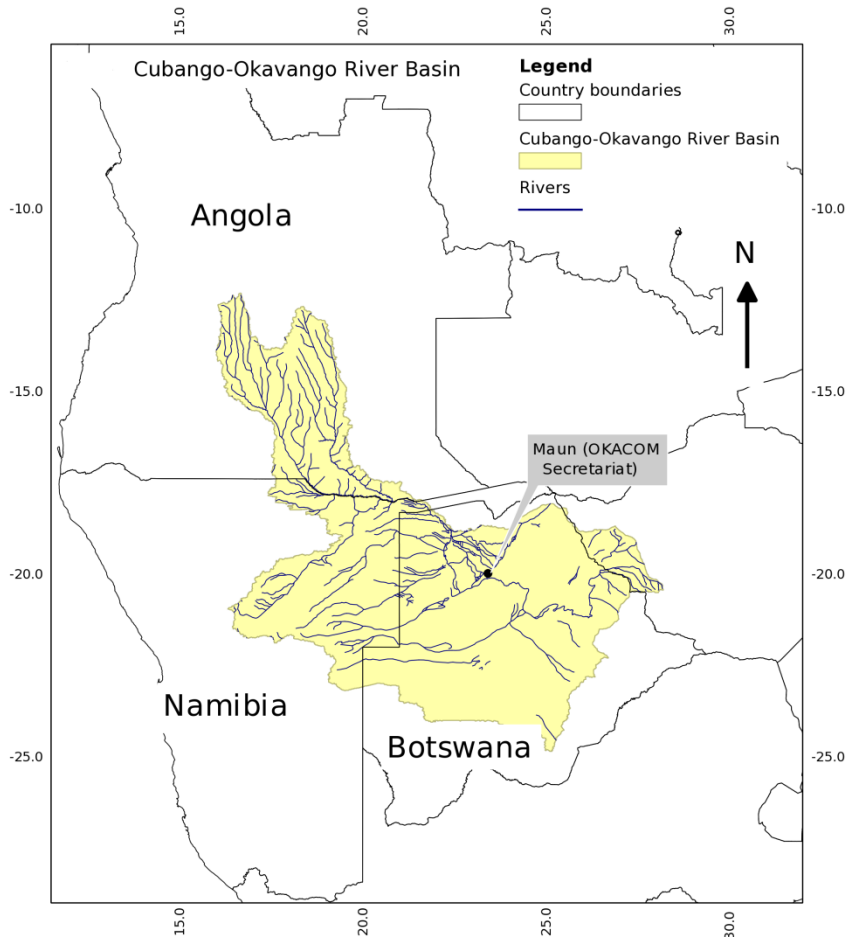 15.0
20.0
25.0
30.0
Cubango-Okavango River Basin
Legend
Country boundaries
Cubango-Okavango River Basin
Rivers
-10.0
-10.0
Angola
N
-15.0
-15.0
Maun (OKACOM
Secretariat)
-20.0
-20.0
Namibia
Botswana
-25.0
-25.0
15.0
20.0
25.0
30.0